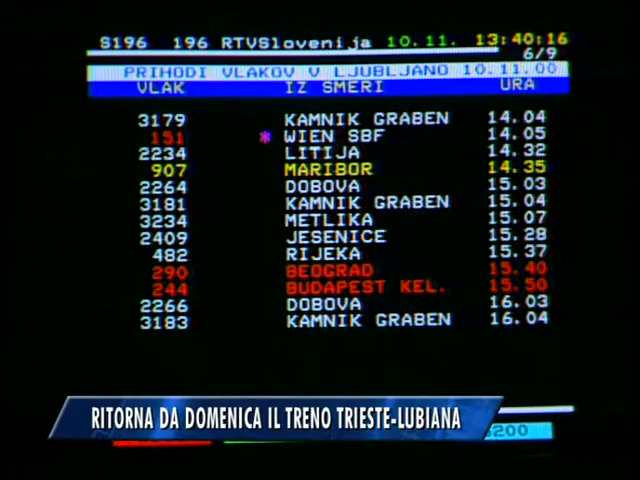 S196 196 RTVSlovenija 10.11. 13:40:16
6/9
PRIHODI VLAKOV V LJUBLJANO 10.11.00
VLAK IZ SMERI URA
3179 KAMNIK GRABEN 14.04
151 * WIEN SBF 14.05
2234 LITIJA 14.32
907 MARIBOR 14.35
2264 DOBOVA 15.03
3181 KAMNIK GRABEN 15.04
3234 METLIKA 15.07
2409 JESENICE 15.28
482 RIJEKA 15.37
290 BEOGRAD 15.40
244 BUDAPEST KEL. 15.50
2266 DOBOVA 16.03
3183 KAMNIK GRABEN 16.04
RITORNA DA DOMENICA IL TRENO TRIESTE-LUBIANA